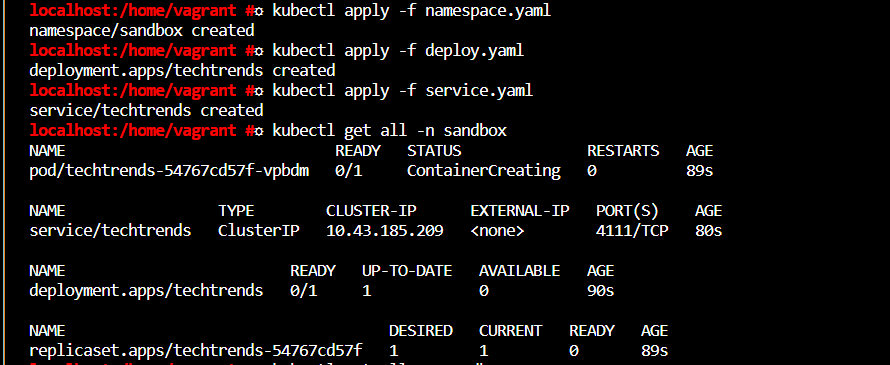 localhost:/home/vagrant #☼ kubectl apply -f namespace.yaml
namespace/sandbox created
localhost:/home/vagrant #☼ kubectl apply -f deploy.yaml
deployment.apps/techtrends created
localhost:/home/vagrant #☼ kubectl apply -f service.yaml
service/techtrends created
localhost:/home/vagrant #☼ kubectl get all -n sandbox
NAME READY STATUS RESTARTS AGE
pod/techtrends-54767cd57f-vpbdm 0/1 ContainerCreating 0 89s
NAME TYPE CLUSTER-IP EXTERNAL-IP PORT(S) AGE
service/techtrends ClusterIP 10.43.185.209 <none> 4111/TCP 80s
NAME READY UP-TO-DATE AVAILABLE AGE
deployment.apps/techtrends 0/1 1 0 90s
NAME DESIRED CURRENT READY AGE
replicaset.apps/techtrends-54767cd57f 1 1 0 89s